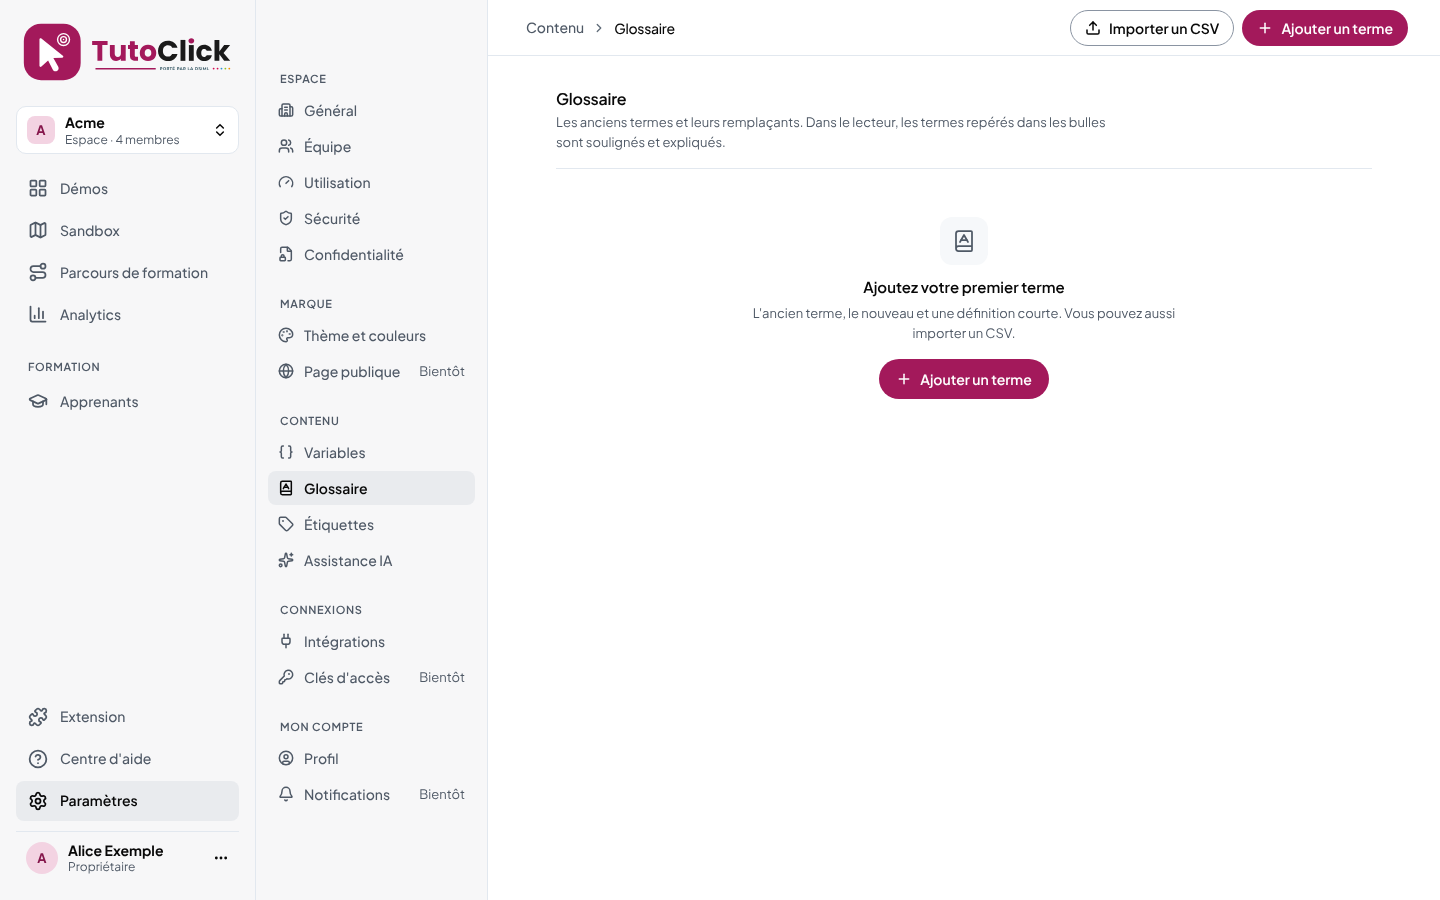 TutoClick
PORTÉ PAR LA DSIML
A
Acme
Espace · 4 membres
Démos
Sandbox
Parcours de formation
Analytics
FORMATION
Apprenants
Extension
Centre d'aide
Paramètres
A
Alice Exemple
Propriétaire
ESPACE
Général
Équipe
Utilisation
Sécurité
Confidentialité
MARQUE
Thème et couleurs
Page publique Bientôt
CONTENU
Variables
Glossaire
Étiquettes
Assistance IA
CONNEXIONS
Intégrations
Clés d'accès Bientôt
MON COMPTE
Profil
Notifications Bientôt
Contenu > Glossaire
Importer un CSV
Ajouter un terme
Glossaire
Les anciens termes et leurs remplaçants. Dans le lecteur, les termes repérés dans les bulles
sont soulignés et expliqués.
Ajoutez votre premier terme
L'ancien terme, le nouveau et une définition courte. Vous pouvez aussi
importer un CSV.
Ajouter un terme